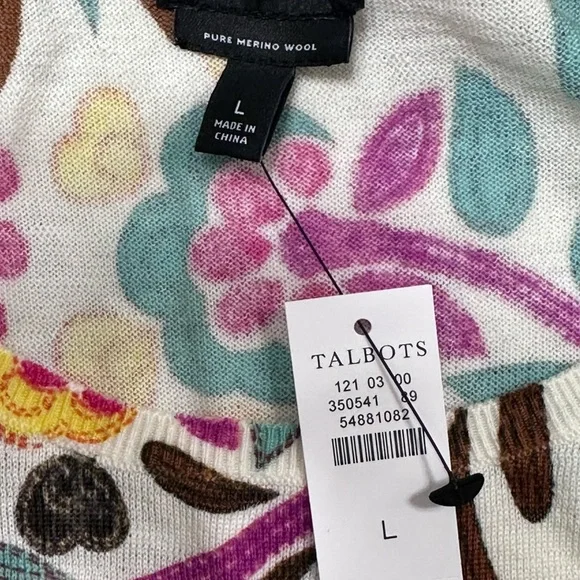 PURE MERINO WOOL
L
MADE IN
CHINA
TALBOTS
121 03 00
350541 89
54881082
L